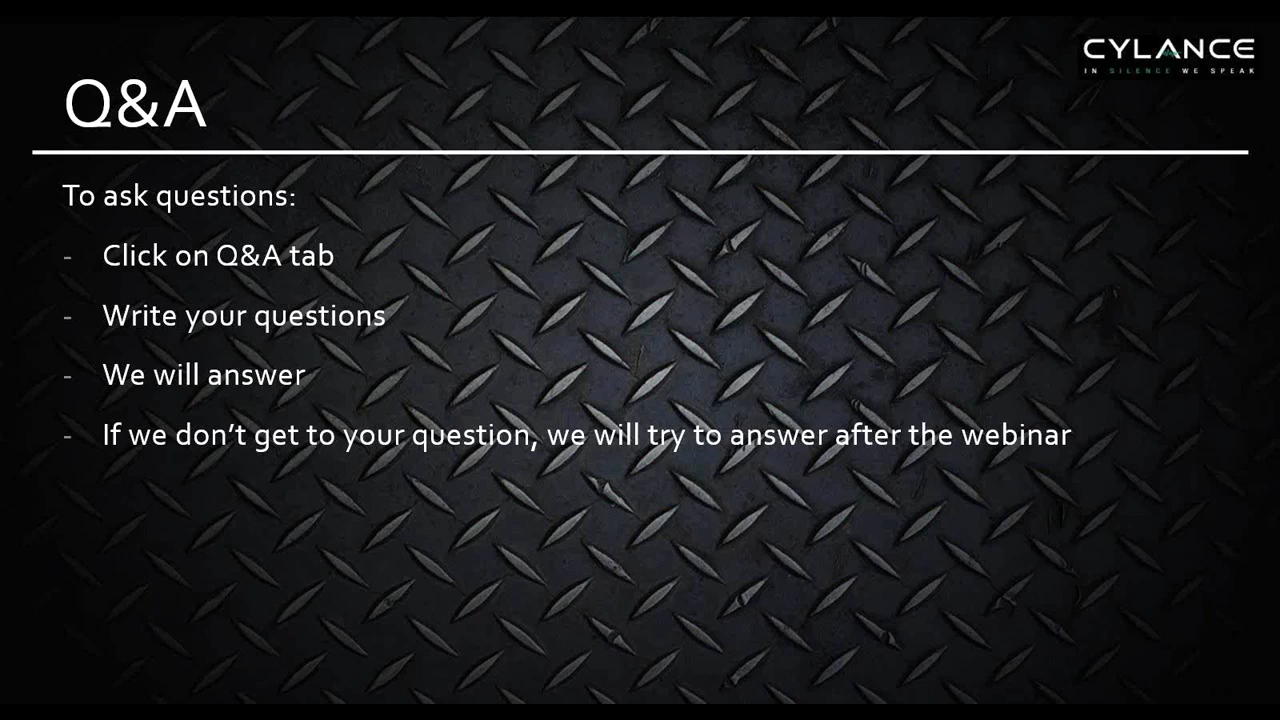 CYLANCE
IN SILENCE WE SPEAK
Q&A
To ask questions:
- Click on Q&A tab
- Write your questions
- We will answer
- If we don’t get to your question, we will try to answer after the webinar